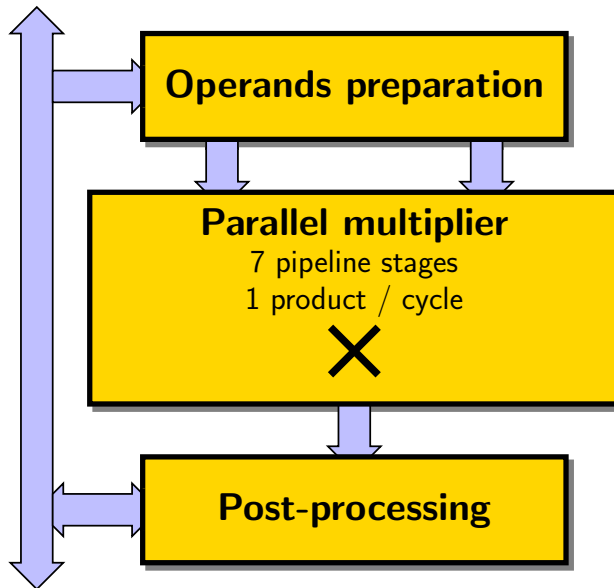 Operands preparation
Parallel multiplier
7 pipeline stages
1 product / cycle
Post-processing